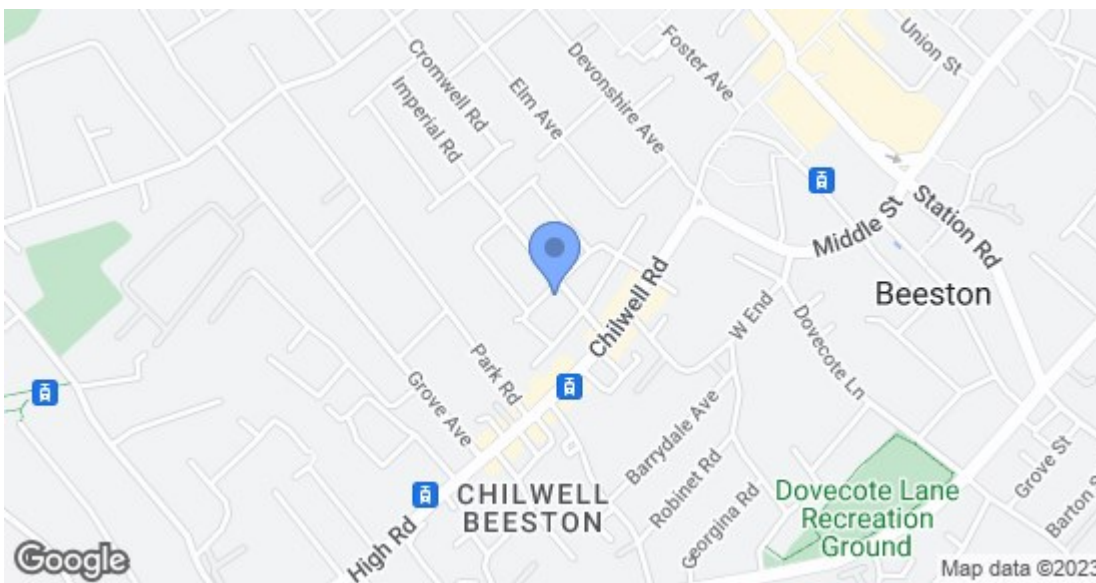 Cromwell Rd
Imperial Rd
Elm Ave
Devonshire Ave
Foster Ave
Union St
Middle St
Station Rd
Beeston
Chilwell Rd
W End
Dovecote Ln
Park Rd
Grove Ave
Barrydale Ave
Robinet Rd
Georgina Rd
CHILWELL
BEESTON
High Rd
Dovecote Lane
Recreation
Ground
Grove St
Barton
Google
Map data ©2023